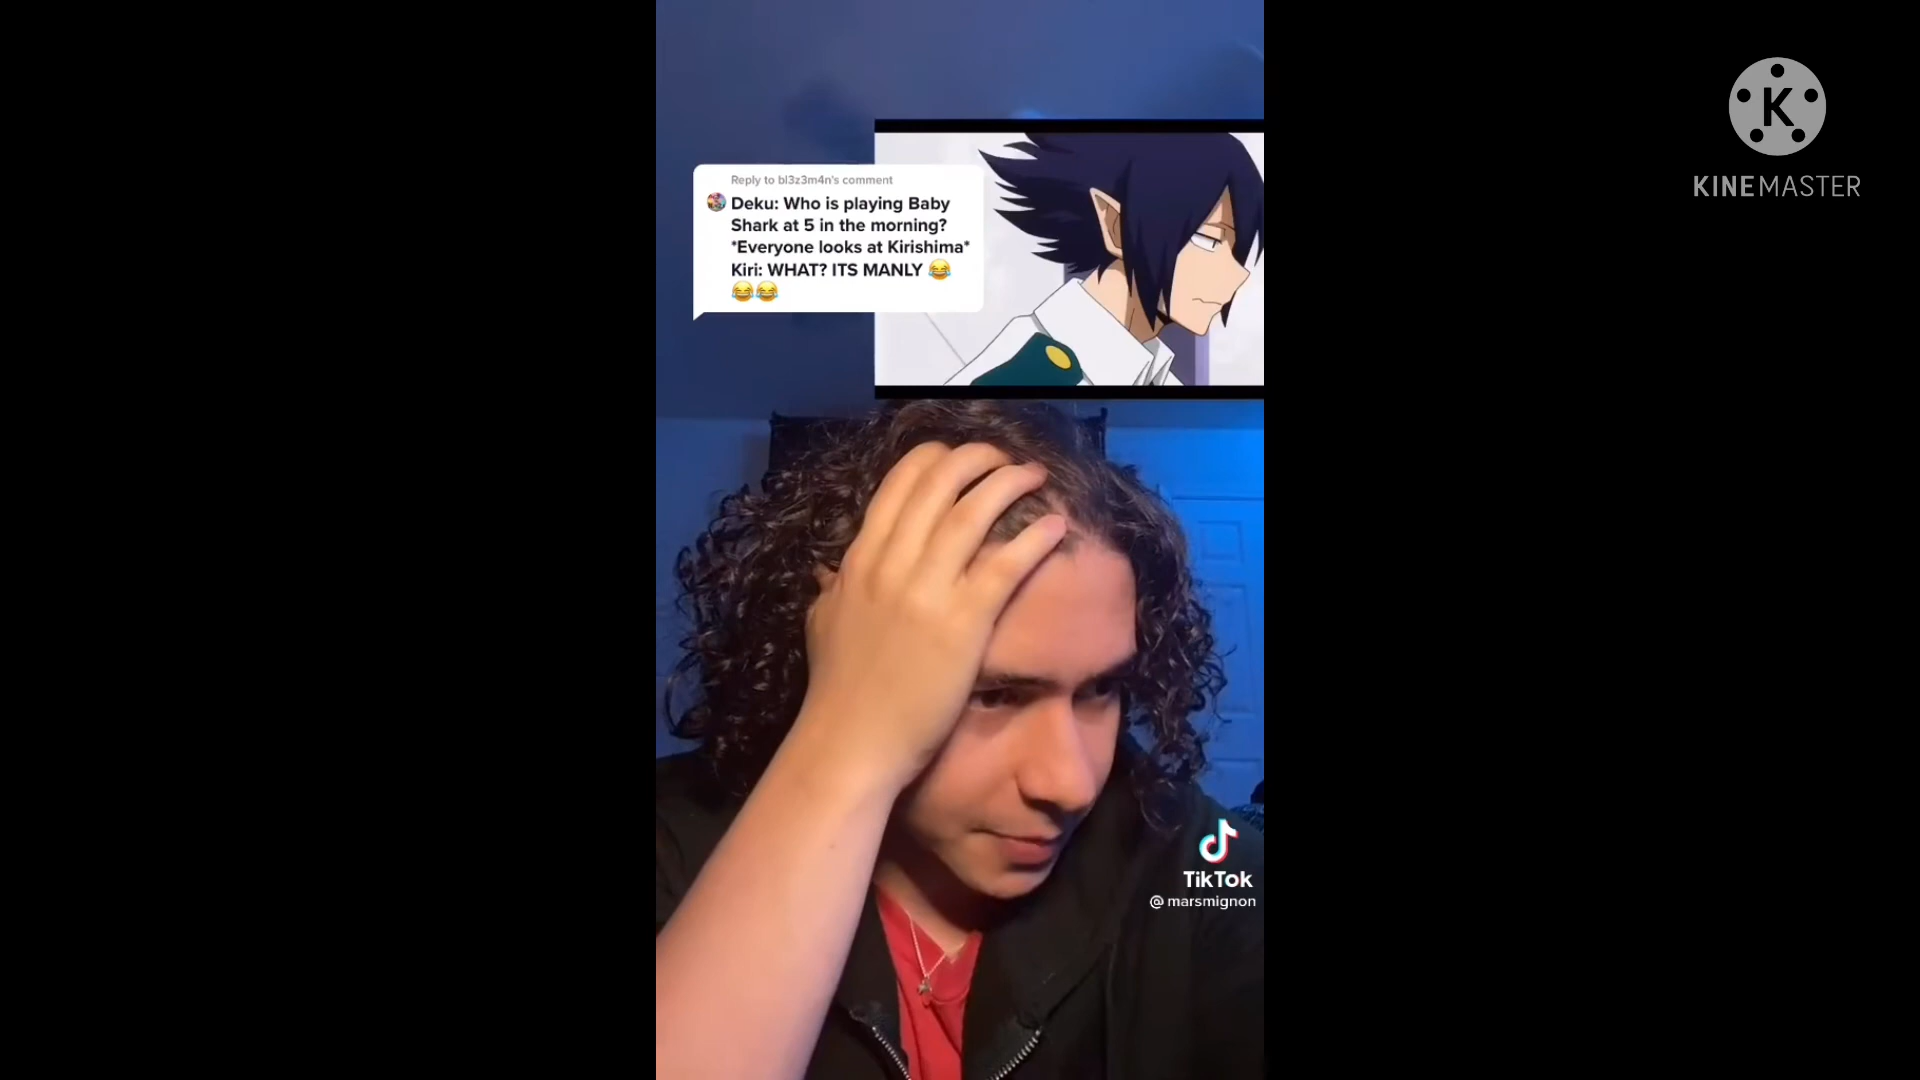 Reply to bl3z3m4n's comment
Deku: Who is playing Baby
Shark at 5 in the morning?
*Everyone looks at Kirishima*
Kiri: WHAT? ITS MANLY 😂
😂😂
K
KINEMASTER
TikTok
@marsmignon